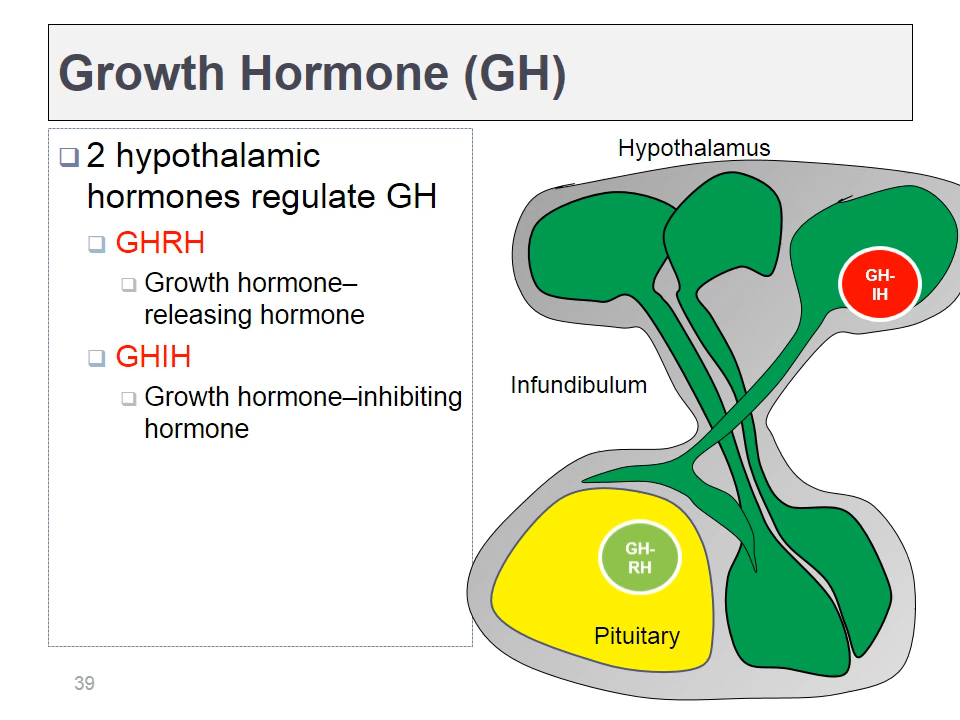 Growth Hormone (GH)
2 hypothalamic
hormones regulate GH
GHRH
Growth hormone–
releasing hormone
GHIH
Growth hormone–inhibiting
hormone
Hypothalamus
GH-
IH
Infundibulum
GH-
RH
Pituitary
39